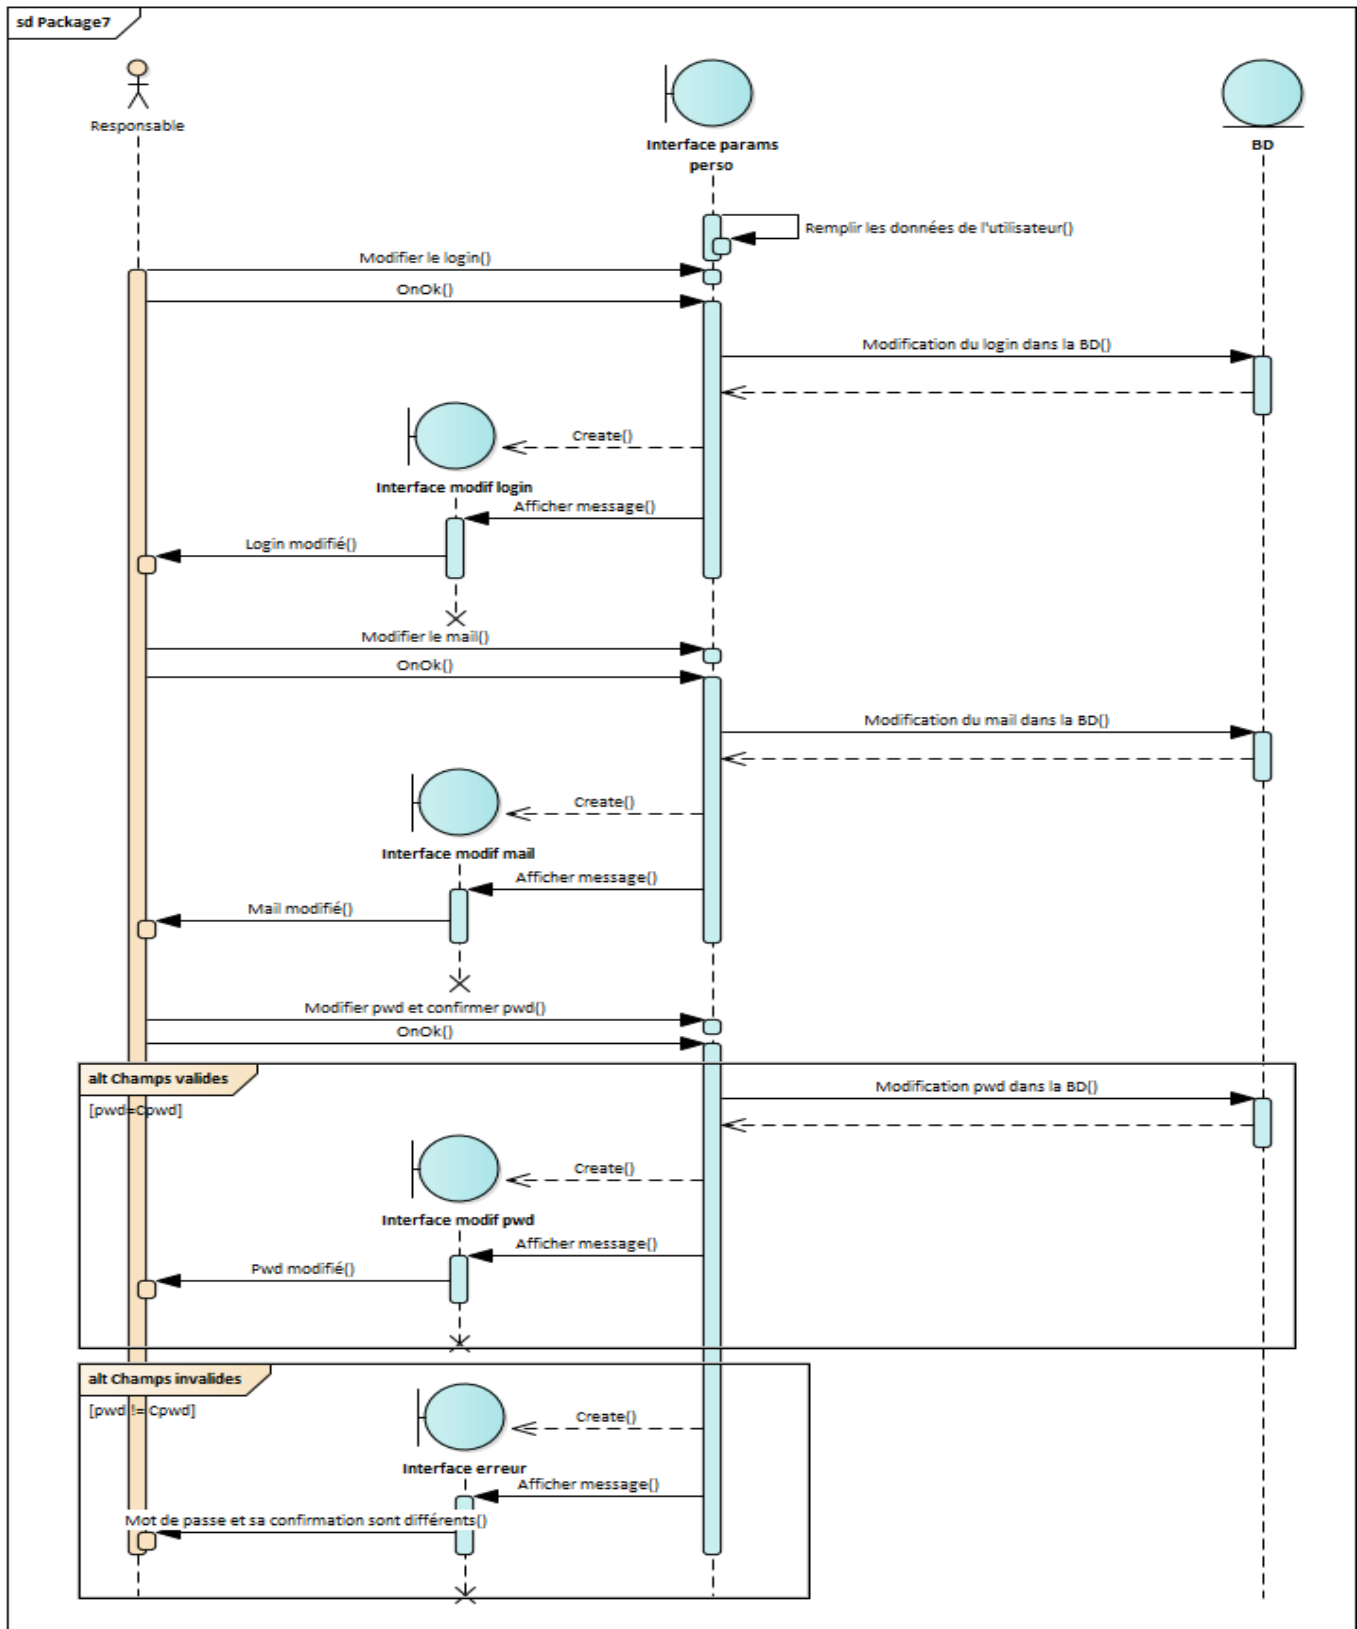 sd Package7
Responsable
Interface params
perso
BD
Remplir les données de l'utilisateur()
Modifier le login()
OnOk()
Modification du login dans la BD()
Create()
Interface modif login
Afficher message()
Login modifié()
Modifier le mail()
OnOk()
Modification du mail dans la BD()
Create()
Interface modif mail
Afficher message()
Mail modifié()
Modifier pwd et confirmer pwd()
OnOk()
alt Champs valides
[pwd=Cpwd]
Modification pwd dans la BD()
Create()
Interface modif pwd
Afficher message()
Pwd modifié()
alt Champs invalides
[pwd != Cpwd]
Create()
Interface erreur
Afficher message()
Mot de passe et sa confirmation sont différents()